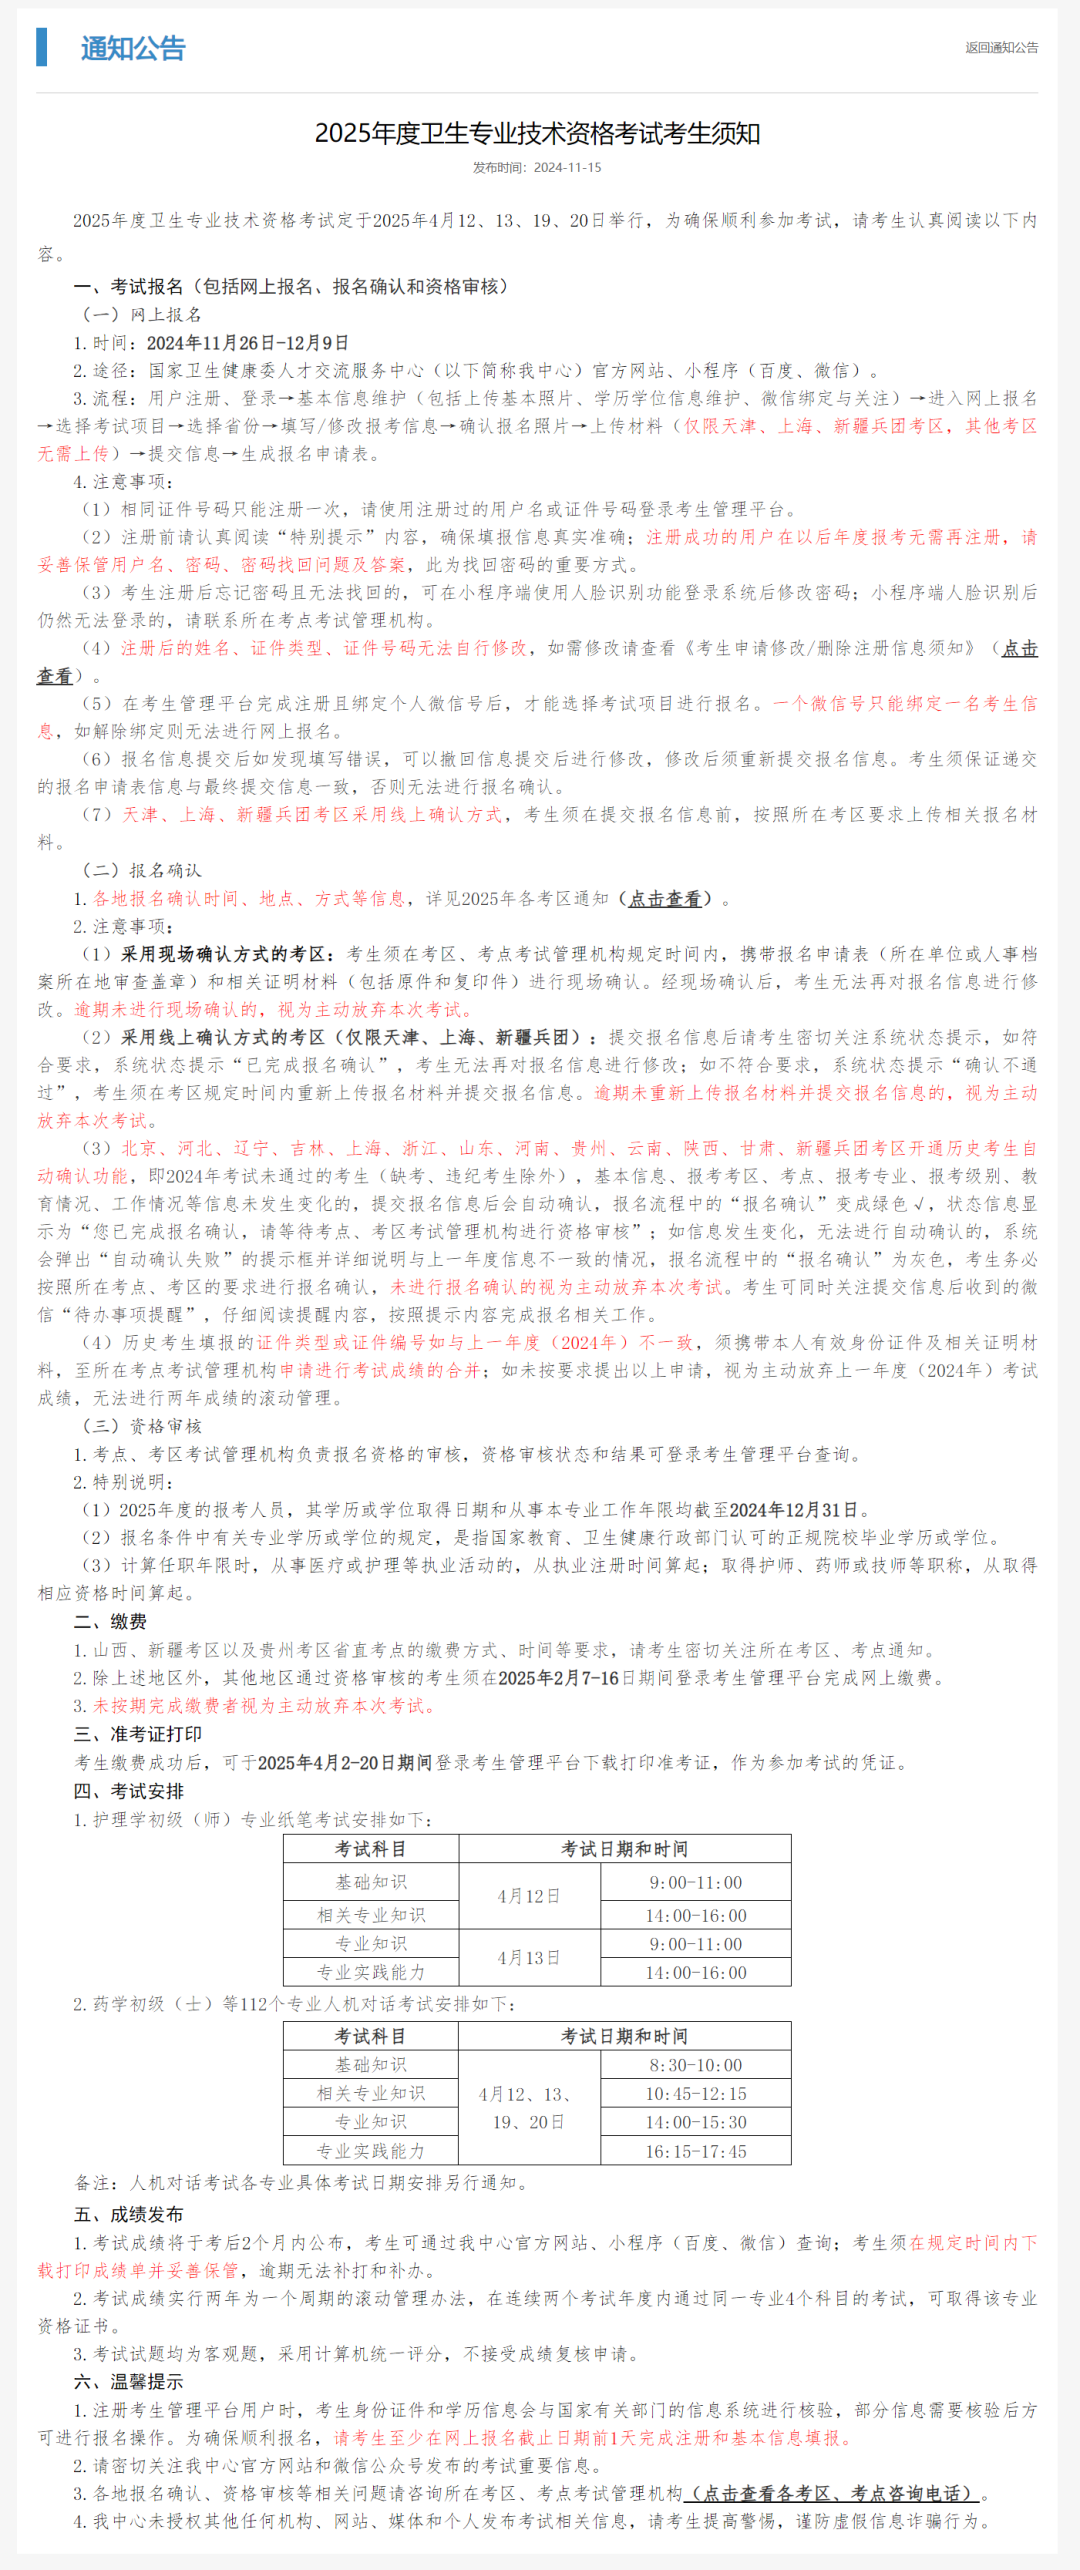 通知公告
返回通知公告
2025年度卫生专业技术资格考试考生须知
发布时间：2024-11-15
2025年度卫生专业技术资格考试定于2025年4月12、13、19、20日举行，为确保顺利参加考试，请考生认真阅读以下内
容。
一、考试报名（包括网上报名、报名确认和资格审核）
（一）网上报名
1.时间：2024年11月26日-12月9日
2.途径：国家卫生健康委人才交流服务中心（以下简称我中心）官方网站、小程序（百度、微信）。
3.流程：用户注册、登录→基本信息维护（包括上传基本照片、学历学位信息维护、微信绑定与关注）→进入网上报名
→选择考试项目→选择省份→填写/修改报考信息→确认报名照片→上传材料（仅限天津、上海、新疆兵团考区，其他考区
无需上传）→提交信息→生成报名申请表。
4.注意事项：
（1）相同证件号码只能注册一次，请使用注册过的用户名或证件号码登录考生管理平台。
（2）注册前请认真阅读“特别提示”内容，确保填报信息真实准确；注册成功的用户在以后年度报考无需再注册，请
妥善保管用户名、密码、密码找回问题及答案，此为找回密码的重要方式。
（3）考生注册后忘记密码且无法找回的，可在小程序端使用人脸识别功能登录系统后修改密码；小程序端人脸识别后
仍然无法登录的，请联系所在考点考试管理机构。
（4）注册后的姓名、证件类型、证件号码无法自行修改，如需修改请查看《考生申请修改/删除注册信息须知》（点击
查看）。
（5）在考生管理平台完成注册且绑定个人微信号后，才能选择考试项目进行报名。一个微信号只能绑定一名考生信
息，如解除绑定则无法进行网上报名。
（6）报名信息提交后如发现填写错误，可以撤回信息提交后进行修改，修改后须重新提交报名信息。考生须保证递交
的报名申请表信息与最终提交信息一致，否则无法进行报名确认。
（7）天津、上海、新疆兵团考区采用线上确认方式，考生须在提交报名信息前，按照所在考区要求上传相关报名材
料。
（二）报名确认
1.各地报名确认时间、地点、方式等信息，详见2025年各考区通知（点击查看）。
2.注意事项：
（1）采用现场确认方式的考区：考生须在考区、考点考试管理机构规定时间内，携带报名申请表（所在单位或人事档
案所在地审查盖章）和相关证明材料（包括原件和复印件）进行现场确认。经现场确认后，考生无法再对报名信息进行修
改。逾期未进行现场确认的，视为主动放弃本次考试。
（2）采用线上确认方式的考区（仅限天津、上海、新疆兵团）：提交报名信息后请考生密切关注系统状态提示，如符
合要求，系统状态提示“已完成报名确认”，考生无法再对报名信息进行修改；如不符合要求，系统状态提示“确认不通
过”，考生须在考区规定时间内重新上传报名材料并提交报名信息。逾期未重新上传报名材料并提交报名信息的，视为主动
放弃本次考试。
（3）北京、河北、辽宁、吉林、上海、浙江、山东、河南、贵州、云南、陕西、甘肃、新疆兵团考区开通历史考生自
动确认功能，即2024年考试未通过的考生（缺考、违纪考生除外），基本信息、报考考区、考点、报考专业、报考级别、教
育情况、工作情况等信息未发生变化的，提交报名信息后会自动确认，报名流程中的“报名确认”变成绿色√，状态信息显
示为“您已完成报名确认，请等待考点、考区考试管理机构进行资格审核”；如信息发生变化，无法进行自动确认的，系统
会弹出“自动确认失败”的提示框并详细说明与上一年度信息不一致的情况，报名流程中的“报名确认”为灰色，考生务必
按照所在考点、考区的要求进行报名确认，未进行报名确认的视为主动放弃本次考试。考生可同时关注提交信息后收到的微
信“待办事项提醒”，仔细阅读提醒内容，按照提示内容完成报名相关工作。
（4）历史考生填报的证件类型或证件编号如与上一年度（2024年）不一致，须携带本人有效身份证件及相关证明材
料，至所在考点考试管理机构申请进行考试成绩的合并；如未按要求提出以上申请，视为主动放弃上一年度（2024年）考试
成绩，无法进行两年成绩的滚动管理。
（三）资格审核
1.考点、考区考试管理机构负责报名资格的审核，资格审核状态和结果可登录考生管理平台查询。
2.特别说明：
（1）2025年度的报考人员，其学历或学位取得日期和从事本专业工作年限均截至2024年12月31日。
（2）报名条件中有关专业学历或学位的规定，是指国家教育、卫生健康行政部门认可的正规院校毕业学历或学位。
（3）计算任职年限时，从事医疗或护理等执业活动的，从执业注册时间算起；取得护师、药师或技师等职称，从取得
相应资格时间算起。
二、缴费
1.山西、新疆考区以及贵州考区省直考点的缴费方式、时间等要求，请考生密切关注所在考区、考点通知。
2.除上述地区外，其他地区通过资格审核的考生须在2025年2月7-16日期间登录考生管理平台完成网上缴费。
3.未按期完成缴费者视为主动放弃本次考试。
三、准考证打印
考生缴费成功后，可于2025年4月2-20日期间登录考生管理平台下载打印准考证，作为参加考试的凭证。
四、考试安排
1.护理学初级（师）专业纸笔考试安排如下：
考试科目 考试日期和时间
基础知识 4月12日 9:00-11:00
相关专业知识 14:00-16:00
专业知识 4月13日 9:00-11:00
专业实践能力 14:00-16:00
2.药学初级（士）等112个专业人机对话考试安排如下：
考试科目 考试日期和时间
基础知识 8:30-10:00
相关专业知识 4月12、13、 10:45-12:15
专业知识 19、20日 14:00-15:30
专业实践能力 16:15-17:45
备注：人机对话考试各专业具体考试日期安排另行通知。
五、成绩发布
1.考试成绩将于考后2个月内公布，考生可通过我中心官方网站、小程序（百度、微信）查询；考生须在规定时间内下
载打印成绩单并妥善保管，逾期无法补打和补办。
2.考试成绩实行两年为一个周期的滚动管理办法，在连续两个考试年度内通过同一专业4个科目的考试，可取得该专业
资格证书。
3.考试试题均为客观题，采用计算机统一评分，不接受成绩复核申请。
六、温馨提示
1.注册考生管理平台用户时，考生身份证件和学历信息会与国家有关部门的信息系统进行核验，部分信息需要核验后方
可进行报名操作。为确保顺利报名，请考生至少在网上报名截止日期前1天完成注册和基本信息填报。
2.请密切关注我中心官方网站和微信公众号发布的考试重要信息。
3.各地报名确认、资格审核等相关问题请咨询所在考区、考点考试管理机构（点击查看各考区、考点咨询电话）。
4.我中心未授权其他任何机构、网站、媒体和个人发布考试相关信息，请考生提高警惕，谨防虚假信息诈骗行为。